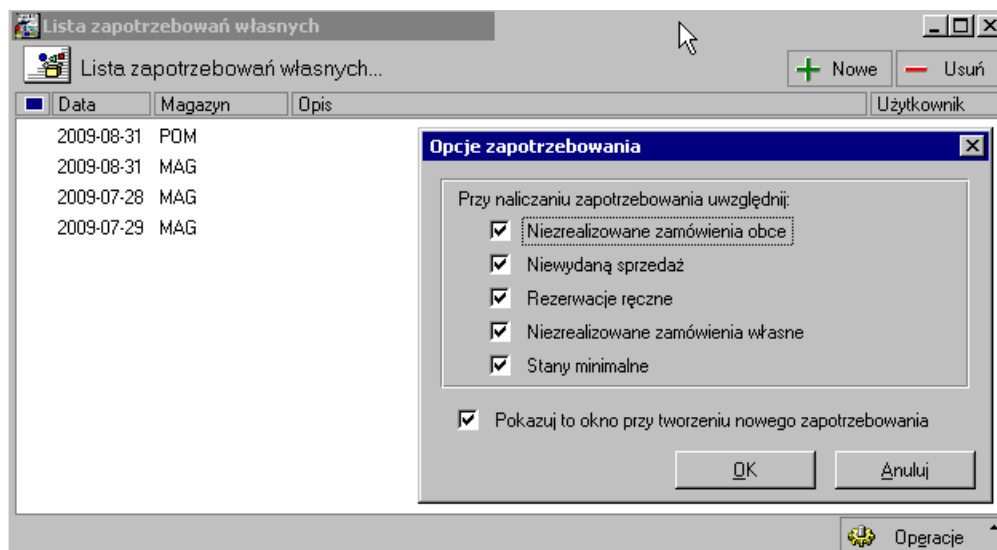 Lista zapotrzebowań własnych
Lista zapotrzebowań własnych...
Nowe
Usuń
Data Magazyn Opis Użytkownik
2009-08-31 POM
2009-08-31 MAG
2009-07-28 MAG
2009-07-29 MAG
Opcje zapotrzebowania
Przy naliczaniu zapotrzebowania uwzględnij:
Niezrealizowane zamówienia obce
Niewydaną sprzedaż
Rezerwacje ręczne
Niezrealizowane zamówienia własne
Stany minimalne
Pokazuj to okno przy tworzeniu nowego zapotrzebowania
OK
Anuluj
Operacje